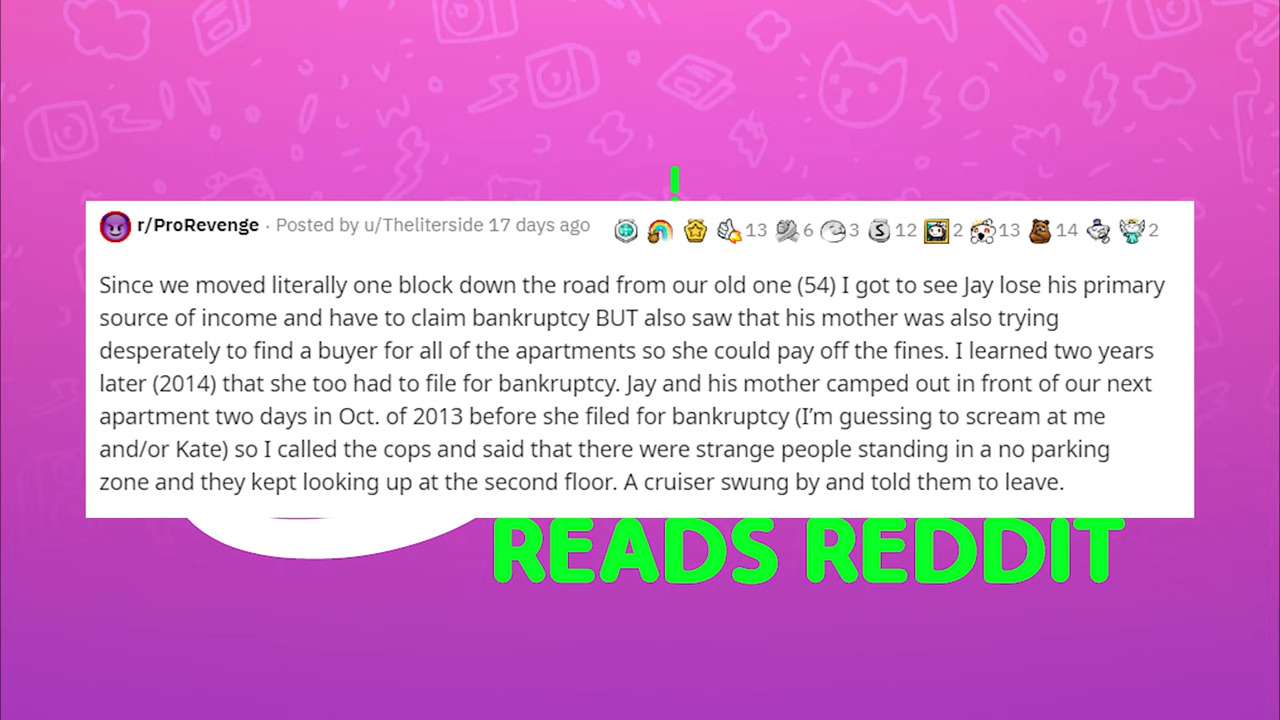 !
r/ProRevenge · Posted by u/Theliterside 17 days ago 13 6 3 12 2 13 14 2
Since we moved literally one block down the road from our old one (54) I got to see Jay lose his primary
source of income and have to claim bankruptcy BUT also saw that his mother was also trying
desperately to find a buyer for all of the apartments so she could pay off the fines. I learned two years
later (2014) that she too had to file for bankruptcy. Jay and his mother camped out in front of our next
apartment two days in Oct. of 2013 before she filed for bankruptcy (I’m guessing to scream at me
and/or Kate) so I called the cops and said that there were strange people standing in a no parking
zone and they kept looking up at the second floor. A cruiser swung by and told them to leave.
READS REDDIT